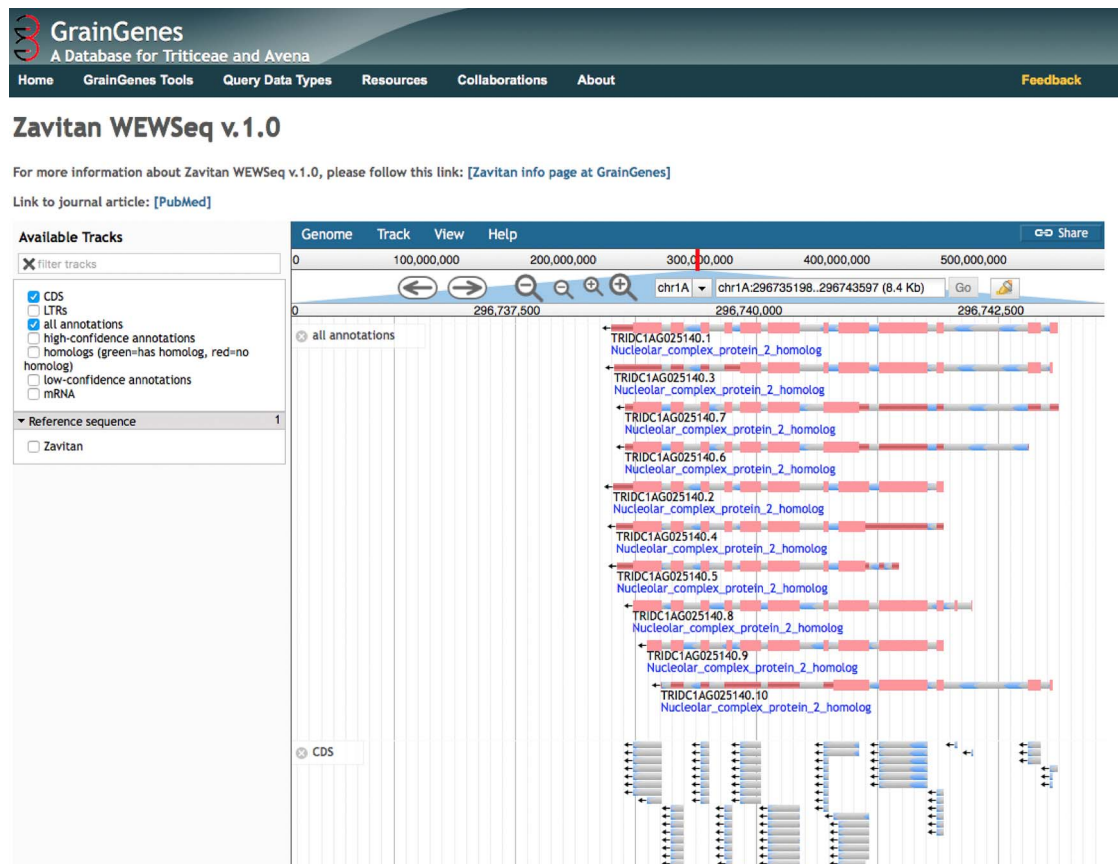 GrainGenes
A Database for Triticeae and Avena
Home GrainGenes Tools Query Data Types Resources Collaborations About Feedback
Zavitan WEWSeq v.1.0
For more information about Zavitan WEWSeq v.1.0, please follow this link: [Zavitan info page at GrainGenes]
Link to journal article: [PubMed]
Available Tracks
filter tracks
CDS
LTRs
all annotations
high-confidence annotations
homologs (green=has homolog, red=no
homolog)
low-confidence annotations
mRNA
Reference sequence 1
Zavitan
Genome Track View Help Share
0 100,000,000 200,000,000 300,000,000 400,000,000 500,000,000
chr1A chr1A:296735198..296743597 (8.4 Kb) Go
0 296,737,500 296,740,000 296,742,500
all annotations
TRIDC1AG025140.1
Nucleolar_complex_protein_2_homolog
TRIDC1AG025140.3
Nucleolar_complex_protein_2_homolog
TRIDC1AG025140.7
Nucleolar_complex_protein_2_homolog
TRIDC1AG025140.6
Nucleolar_complex_protein_2_homolog
TRIDC1AG025140.2
Nucleolar_complex_protein_2_homolog
TRIDC1AG025140.4
Nucleolar_complex_protein_2_homolog
TRIDC1AG025140.5
Nucleolar_complex_protein_2_homolog
TRIDC1AG025140.8
Nucleolar_complex_protein_2_homolog
TRIDC1AG025140.9
Nucleolar_complex_protein_2_homolog
TRIDC1AG025140.10
Nucleolar_complex_protein_2_homolog
CDS